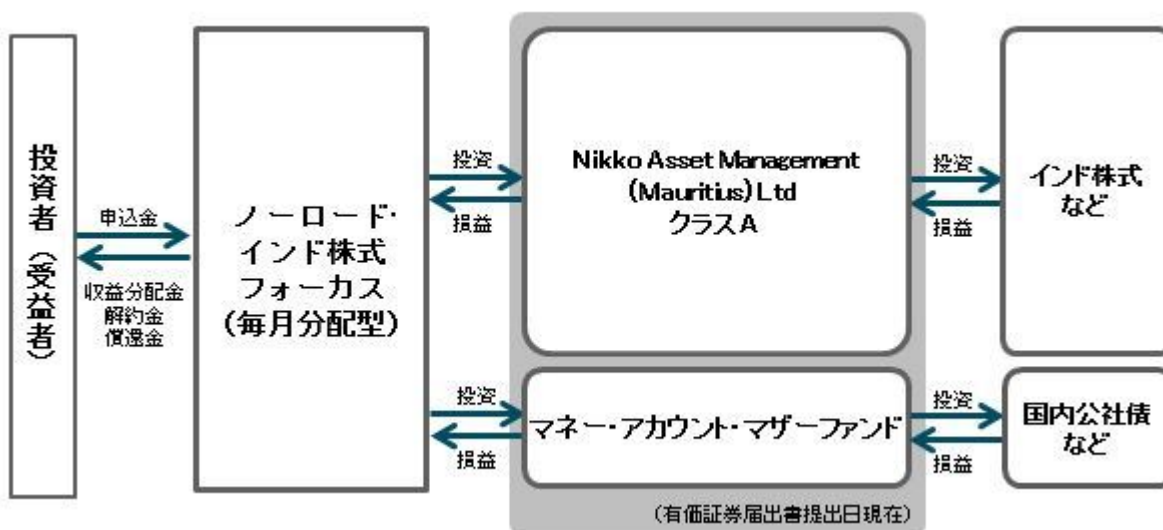 投資者（受益者）
申込金
収益分配金
解約金
償還金
ノーロード・
インド株式
フォーカス
（毎月分配型）
投資
損益
Nikko Asset Management
(Mauritius) Ltd
クラスA
投資
損益
インド株式
など
投資
損益
マネー・アカウント・マザーファンド
投資
損益
国内公社債
など
（有価証券届出書提出日現在）